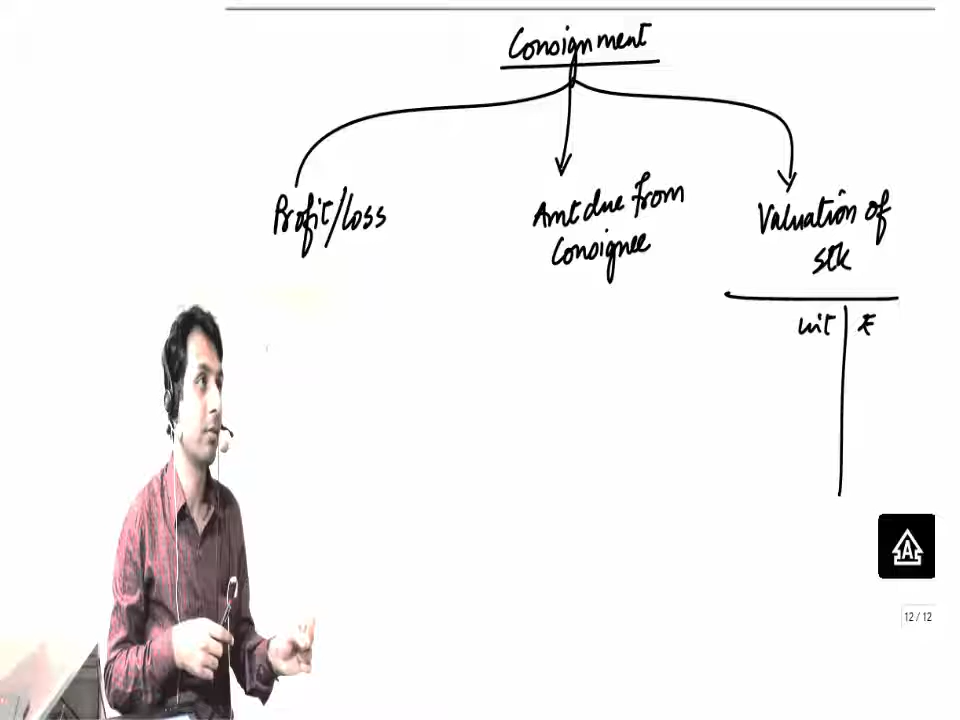 Consignment
Profit/Loss
Amt due from
Consignee
Valuation of
stk
unit ₹
A
12/12